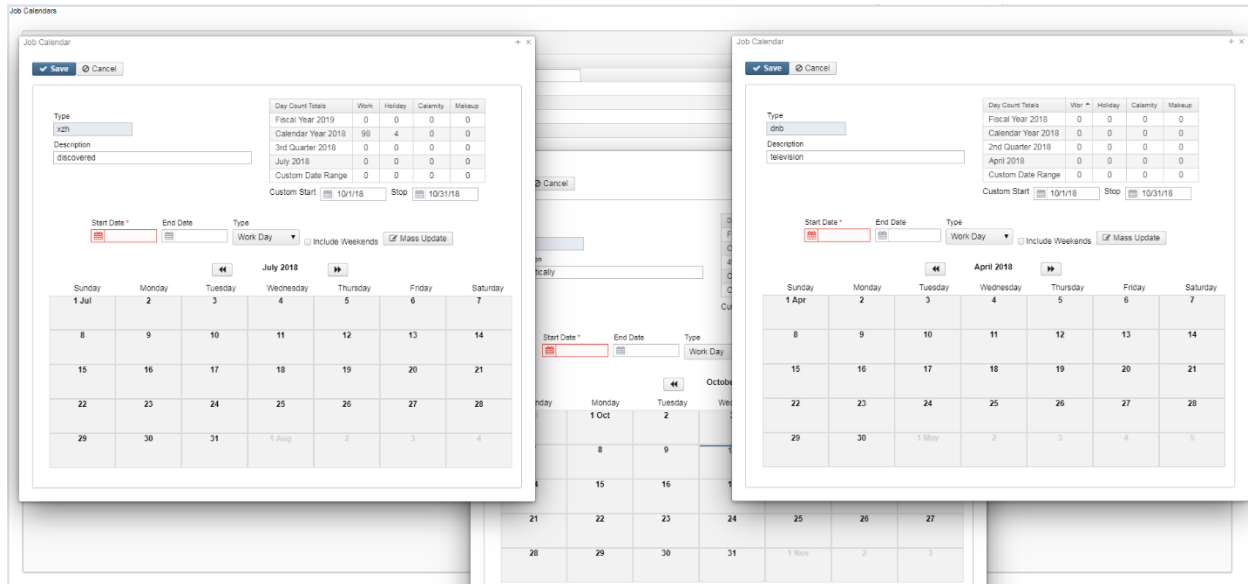 Job Calenders
Job Calendar
Save Cancel
Type
xzh
Description
discovered
Day Count Totals Work Holiday Calamity Makeup
Fiscal Year 2019 0 0 0 0
Calendar Year 2018 98 4 0 0
3rd Quarter 2018 0 0 0 0
July 2018 0 0 0 0
Custom Date Range 0 0 0 0
Custom Start 10/1/18 Stop 10/31/18
Start Date * End Date Type
Work Day Include Weekends Mass Update
July 2018
Sunday Monday Tuesday Wednesday Thursday Friday Saturday
1 Jul 2 3 4 5 6 7
8 9 10 11 12 13 14
15 16 17 18 19 20 21
22 23 24 25 26 27 28
29 30 31 1 Aug 2 3 4
Cancel
Start Date * End Date Type
Work Day
Monday Tuesday
1 Oct 2
8 9
15 16
21 22 23 24 25 26 27
28 29 30 31 1 Nov 2 3
Job Calendar
Save Cancel
Type
dnb
Description
television
Day Count Totals Wor Holiday Calamity Makeup
Fiscal Year 2018 0 0 0 0
Calendar Year 2018 0 0 0 0
2nd Quarter 2018 0 0 0 0
April 2018 0 0 0 0
Custom Date Range 0 0 0 0
Custom Start 10/1/18 Stop 10/31/18
Start Date * End Date Type
Work Day Include Weekends Mass Update
April 2018
Sunday Monday Tuesday Wednesday Thursday Friday Saturday
1 Apr 2 3 4 5 6 7
8 9 10 11 12 13 14
15 16 17 18 19 20 21
22 23 24 25 26 27 28
29 30 1 May 2 3 4 5